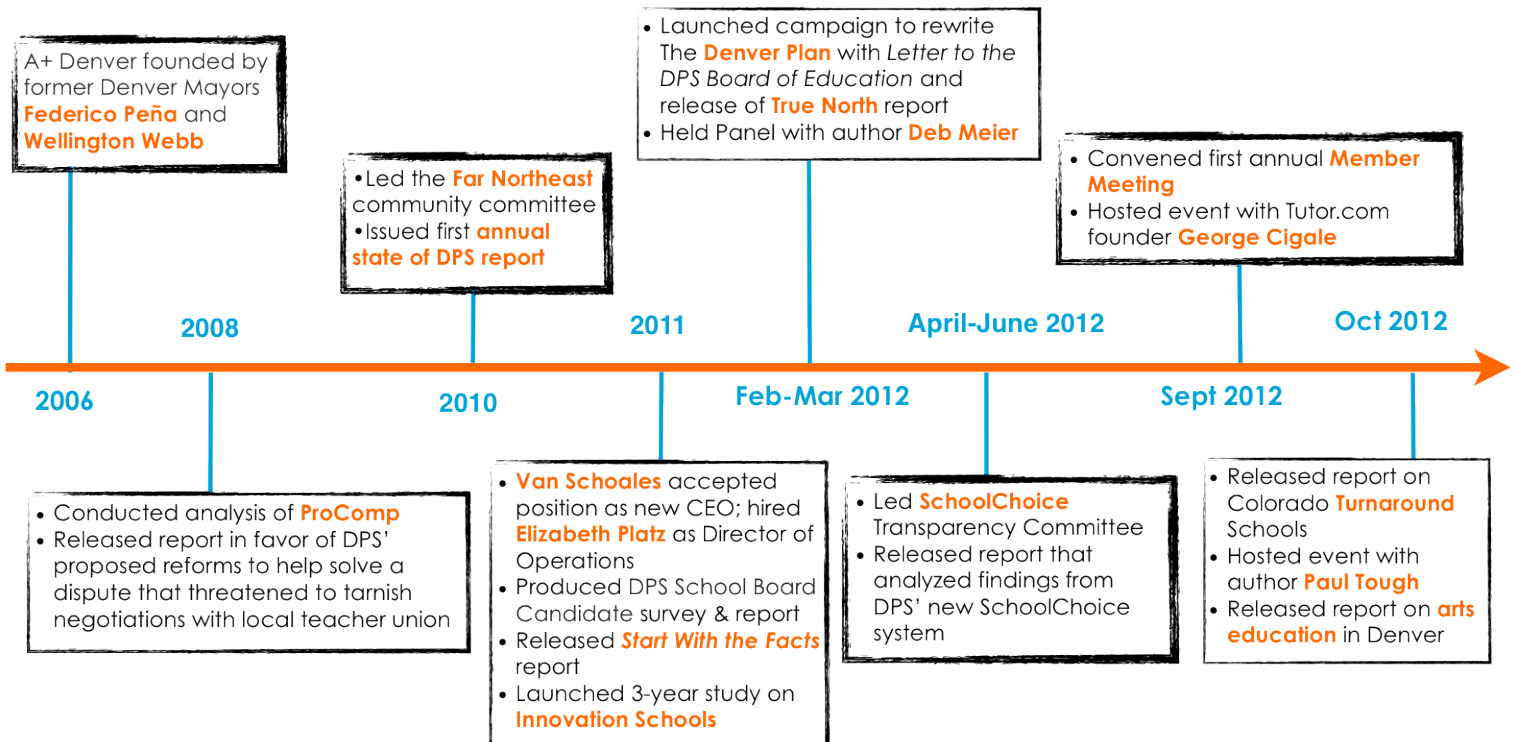 A+ Denver founded by
former Denver Mayors
Federico Peña and
Wellington Webb
2006
2008
• Conducted analysis of ProComp
• Released report in favor of DPS'
proposed reforms to help solve a
dispute that threatened to tarnish
negotiations with local teacher union
•Led the Far Northeast
community committee
•Issued first annual
state of DPS report
2010
2011
• Van Schoales accepted
position as new CEO; hired
Elizabeth Platz as Director of
Operations
• Produced DPS School Board
Candidate survey & report
• Released Start With the Facts
report
• Launched 3-year study on
Innovation Schools
• Launched campaign to rewrite
The Denver Plan with Letter to the
DPS Board of Education and
release of True North report
• Held Panel with author Deb Meier
Feb-Mar 2012
April-June 2012
• Led SchoolChoice
Transparency Committee
• Released report that
analyzed findings from
DPS' new SchoolChoice
system
• Convened first annual Member
Meeting
• Hosted event with Tutor.com
founder George Cigale
Sept 2012
Oct 2012
• Released report on
Colorado Turnaround
Schools
• Hosted event with
author Paul Tough
• Released report on arts
education in Denver